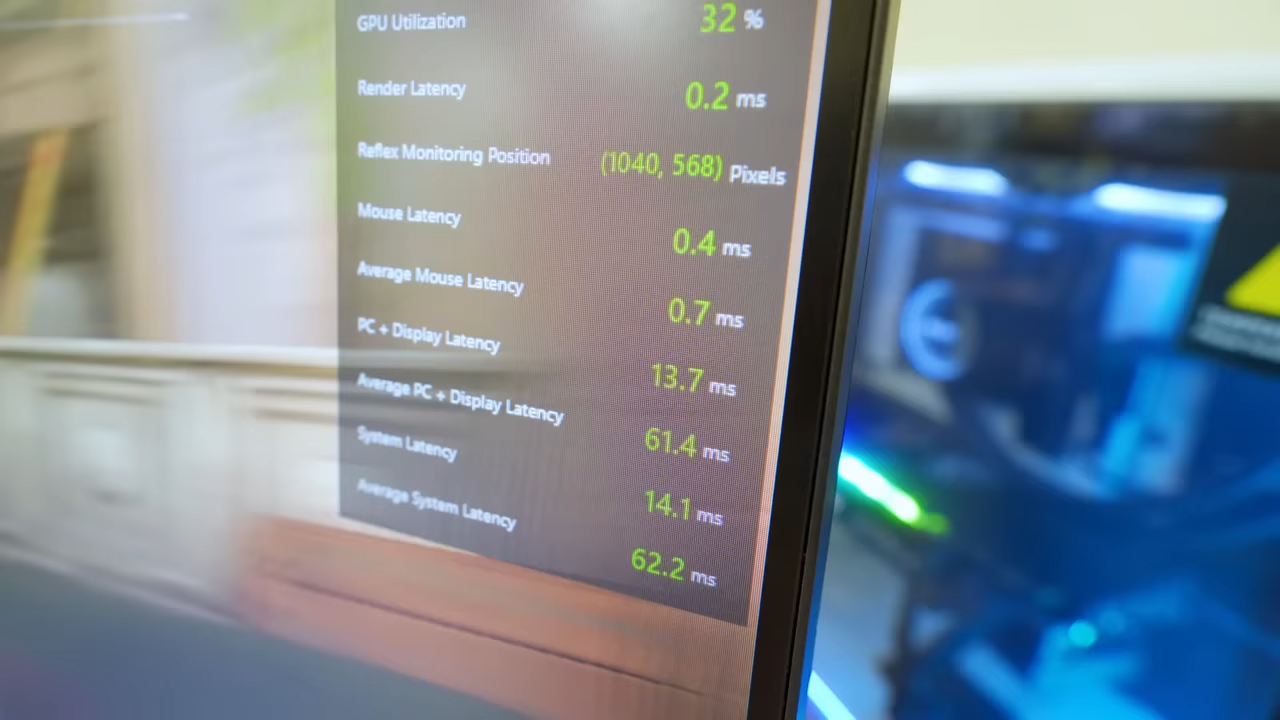 GPU Utilization 32 %
Render Latency 0.2 ms
Reflex Monitoring Position (1040, 568) Pixels
Mouse Latency 0.4 ms
Average Mouse Latency 0.7 ms
PC + Display Latency 13.7 ms
Average PC + Display Latency 61.4 ms
System Latency 14.1 ms
Average System Latency 62.2 ms